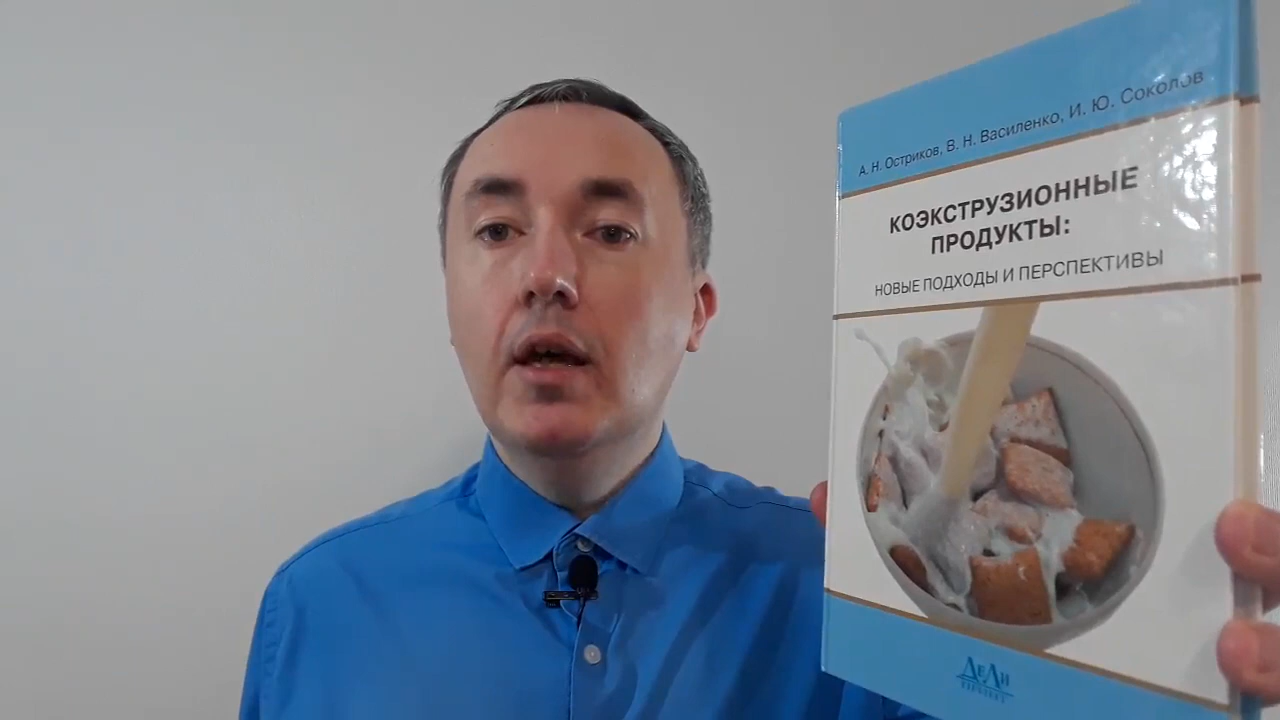 А. Н. Остриков, В. Н. Василенко, И. Ю. Соколов
КОЭКСТРУЗИОННЫЕ
ПРОДУКТЫ:
НОВЫЕ ПОДХОДЫ И ПЕРСПЕКТИВЫ
ДеЛи